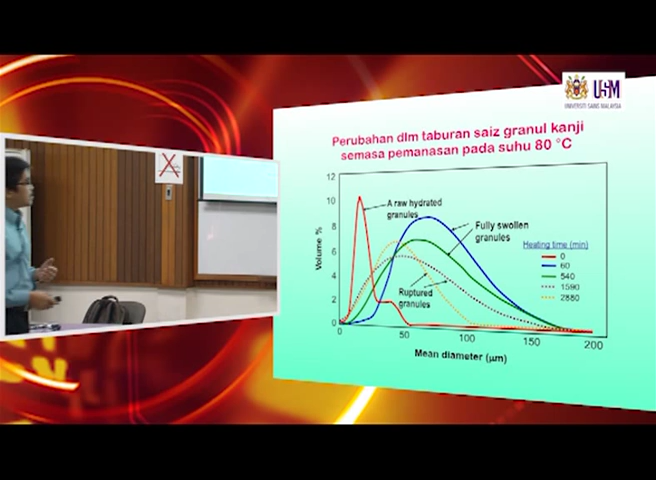 USM
UNIVERSITI SAINS MALAYSIA
Perubahan dlm taburan saiz granul kanji
semasa pemanasan pada suhu 80 °C
12
10
8
6
4
2
0
Volume %
A raw hydrated
granules
Fully swollen
granules
Ruptured
granules
Heating time (min)
0
60
540
1590
2880
0
50
100
150
200
Mean diameter (µm)